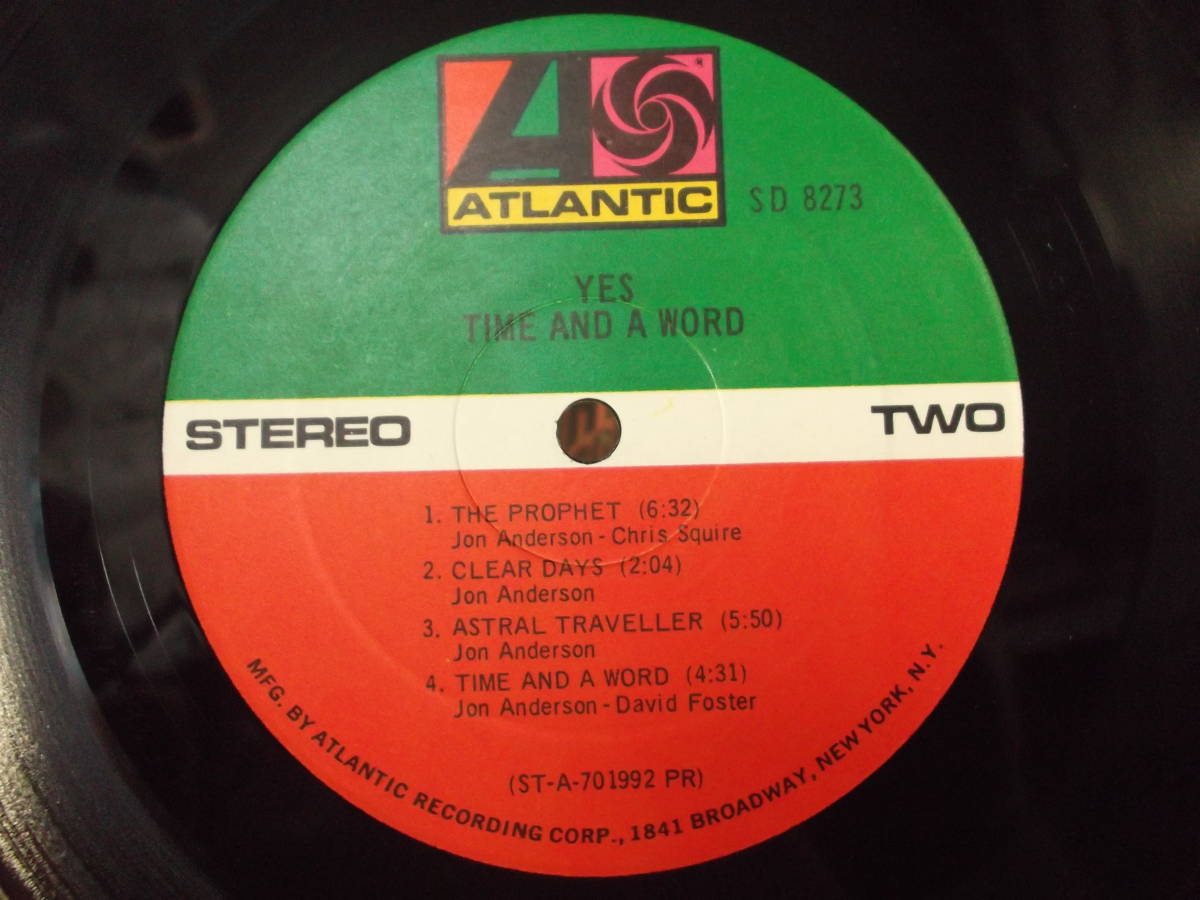 ATLANTIC
SD 8273
YES
TIME AND A WORD
STEREO
TWO
1. THE PROPHET (6:32)
Jon Anderson - Chris Squire
2. CLEAR DAYS (2:04)
Jon Anderson
3. ASTRAL TRAVELLER (5:50)
Jon Anderson
4. TIME AND A WORD (4:31)
Jon Anderson - David Foster
(ST-A-701992 PR)
MFG. BY ATLANTIC RECORDING CORP., 1841 BROADWAY, NEW YORK, N.Y.